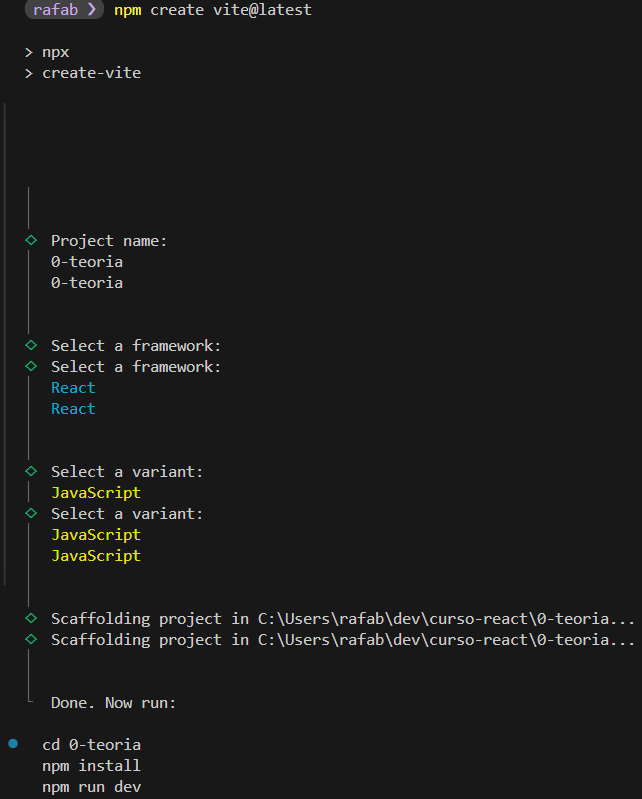 rafab ❯ npm create vite@latest
> npx
> create-vite
◇ Project name:
0-teoria
0-teoria
◇ Select a framework:
◇ Select a framework:
React
React
◇ Select a variant:
JavaScript
◇ Select a variant:
JavaScript
JavaScript
◇ Scaffolding project in C:\Users\rafab\dev\curso-react\0-teoria...
◇ Scaffolding project in C:\Users\rafab\dev\curso-react\0-teoria...
Done. Now run:
cd 0-teoria
npm install
npm run dev